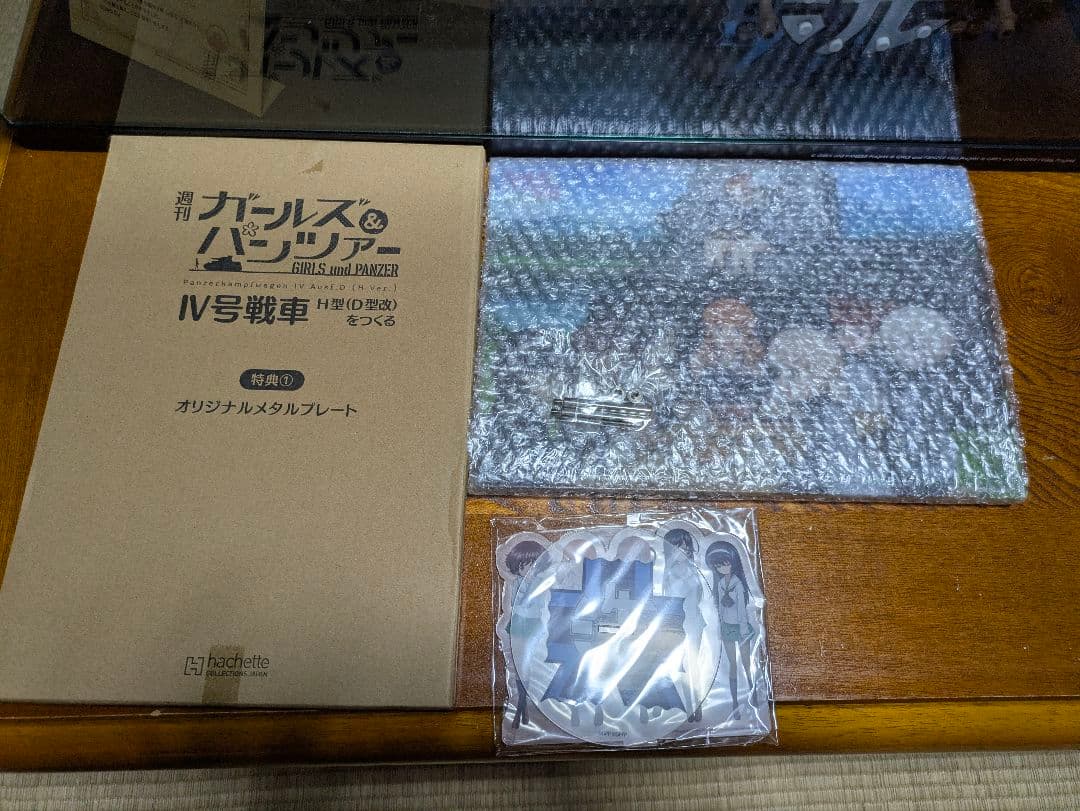 週刊
ガールズ
&
パンツァー
GIRLS und PANZER
Panzerkampfwagen IV Ausf.D (H Ver.)
IV号戦車 H型(D型改)
をつくる
特典①
オリジナルメタルプレート
hachette
COLLECTIONS JAPAN